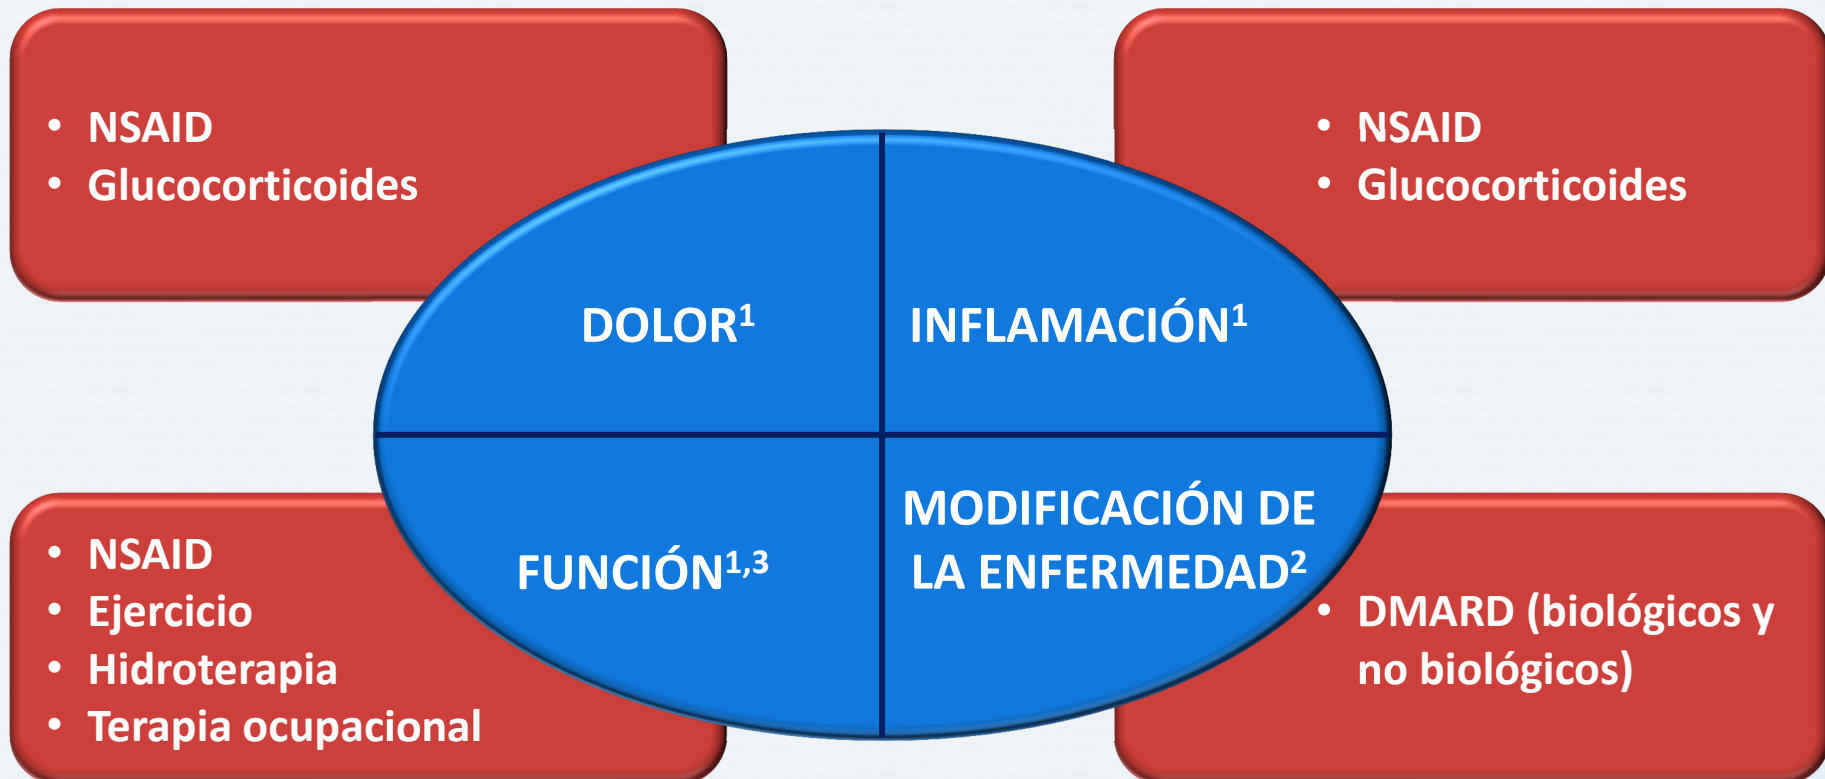 • NSAID
• Glucocorticoides
• NSAID
• Glucocorticoides
DOLOR¹
INFLAMACIÓN¹
FUNCIÓN¹,³
MODIFICACIÓN DE
LA ENFERMEDAD²
• NSAID
• Ejercicio
• Hidroterapia
• Terapia ocupacional
• DMARD (biológicos y
no biológicos)